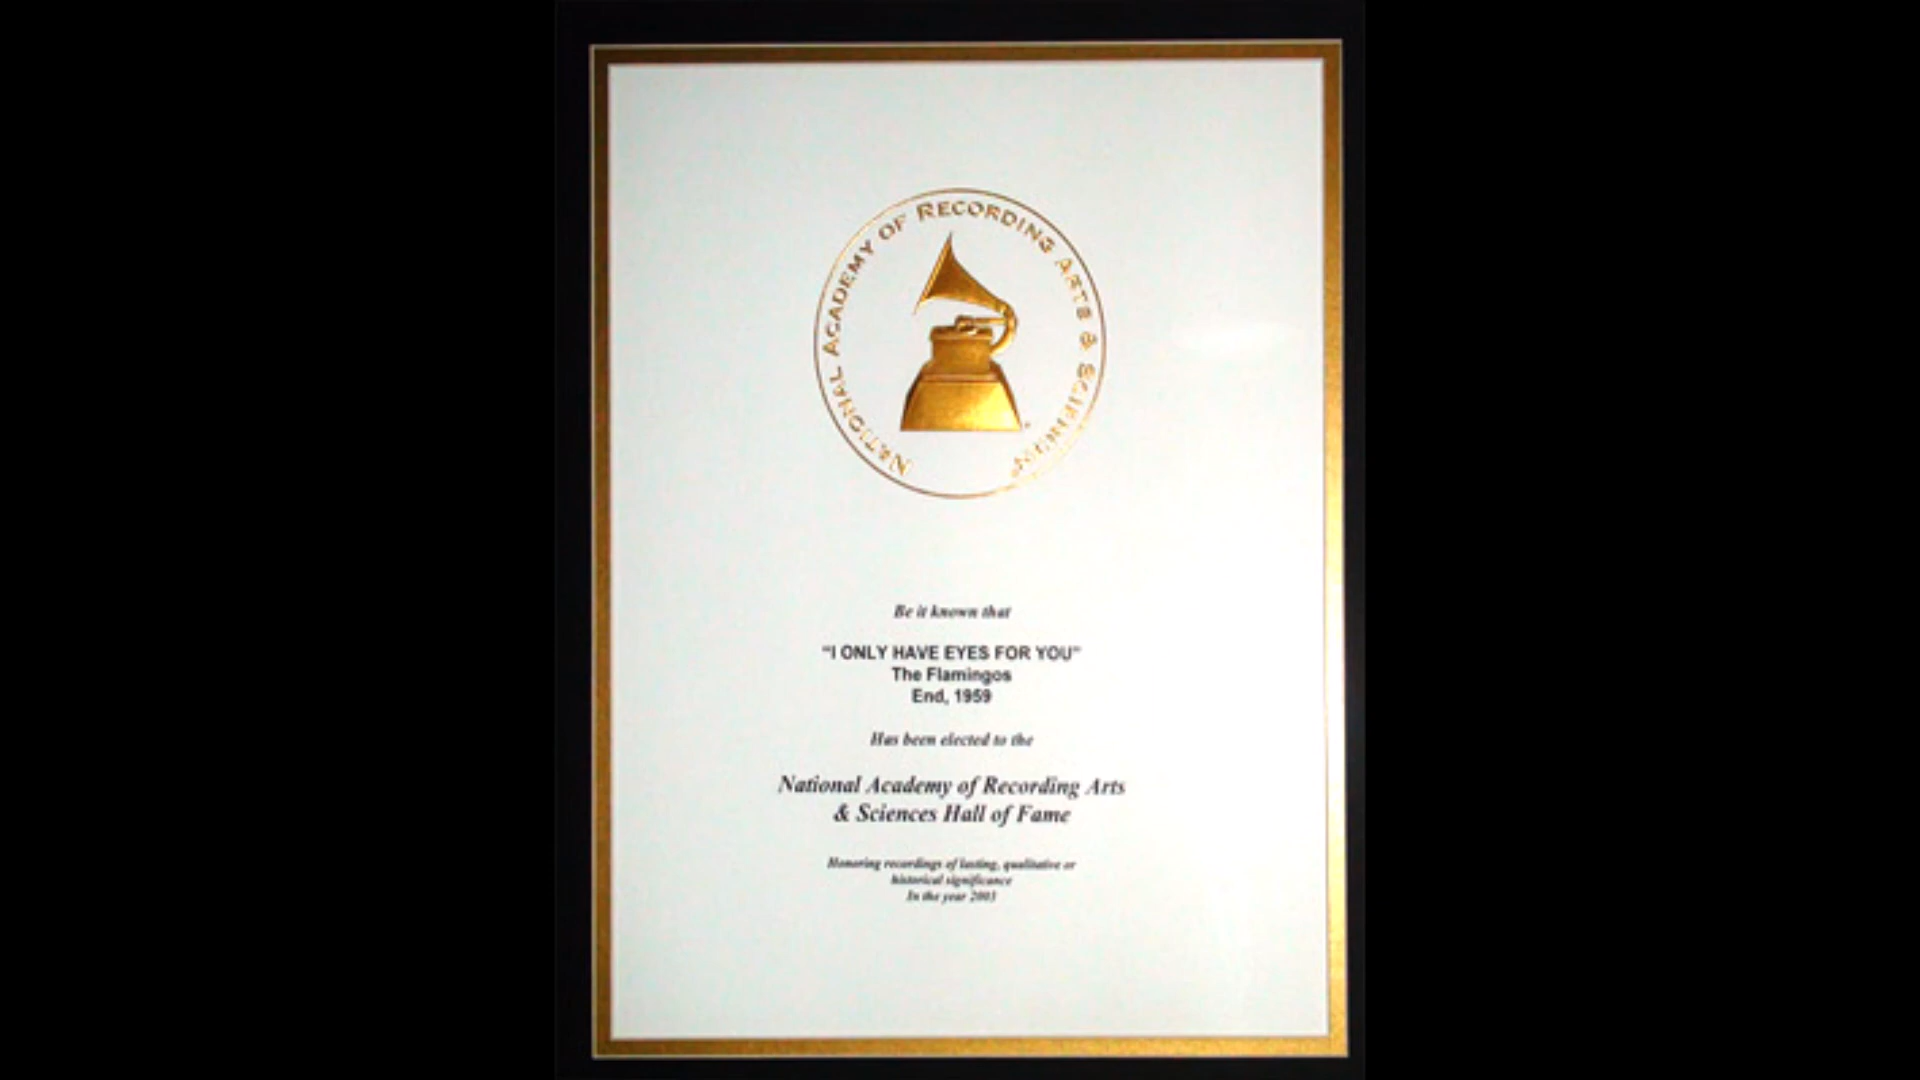 NATIONAL ACADEMY OF RECORDING ARTS & SCIENCES
Be it known that
"I ONLY HAVE EYES FOR YOU"
The Flamingos
End, 1959
Has been elected to the
National Academy of Recording Arts
& Sciences Hall of Fame
Honoring recordings of lasting, qualitative or
historical significance
In the year 2003